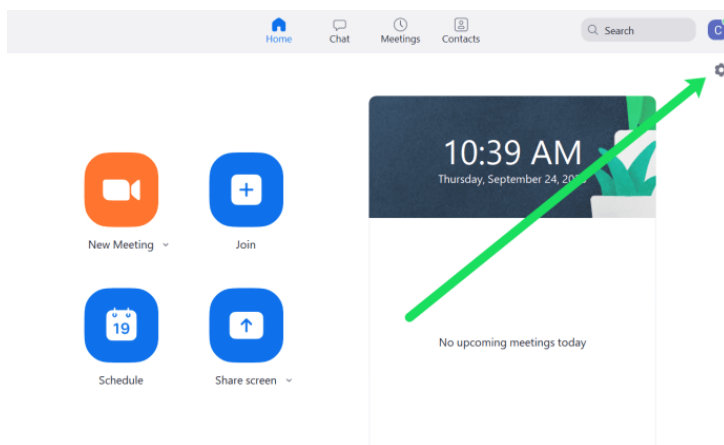 Home
Chat
Meetings
Contacts
Search
C
10:39 AM
Thursday, September 24,
New Meeting
Join
19
Schedule
Share screen
No upcoming meetings today